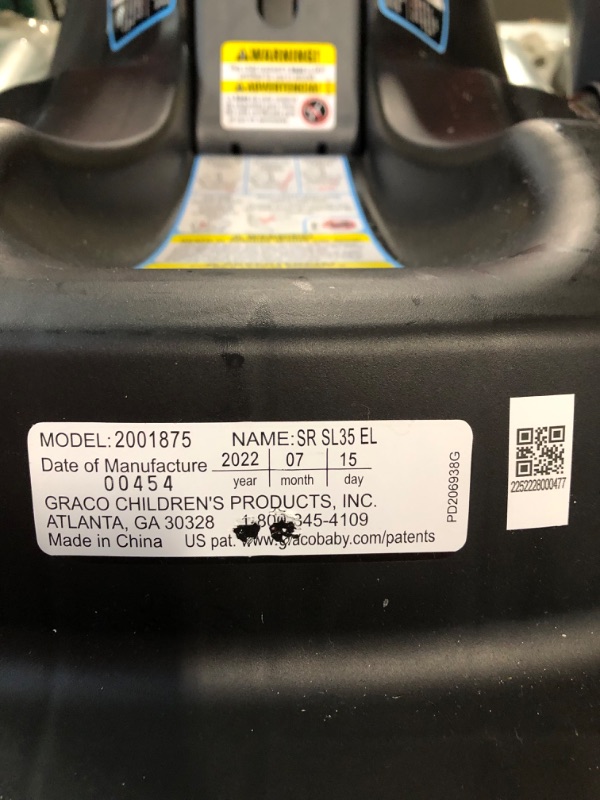 WARNING!
ADVERTENCIA!
WARNING
MODEL: 2001875 NAME: SR SL35 EL
Date of Manufacture 2022 07 15
00454 year month day
GRACO CHILDREN'S PRODUCTS, INC.
ATLANTA, GA 30328 1-800-345-4109
Made in China US pat. www.gracobaby.com/patents
PD206938G
2252228000477